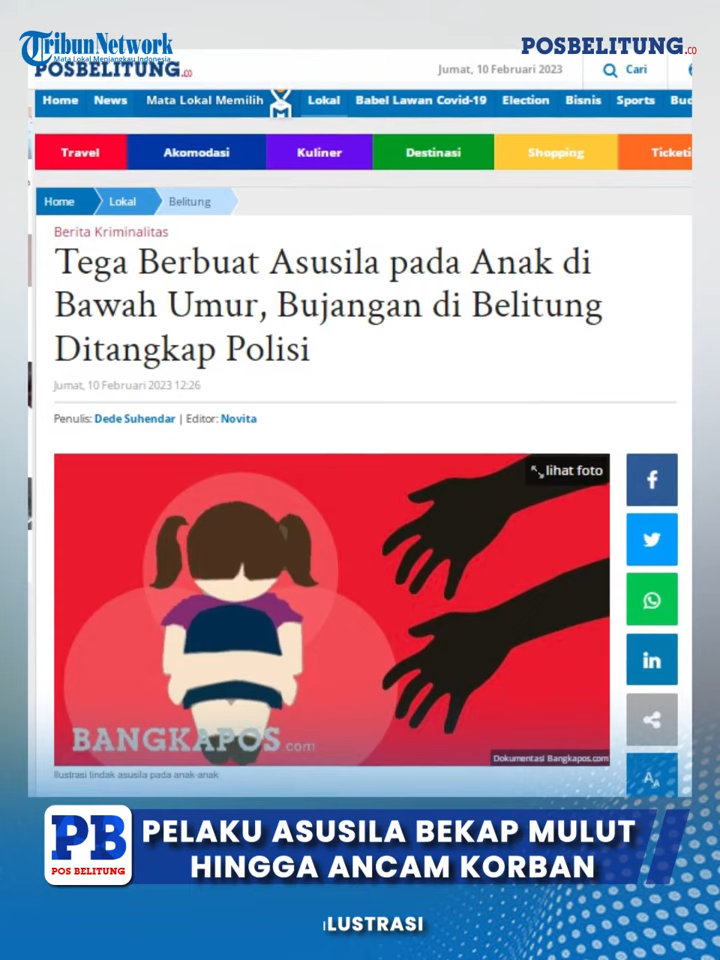 TribunNetwork
Mata Lokal Menjangkau Indonesia
POSBELITUNG.CO
POSBELITUNG.co
Jumat, 10 Februari 2023
Cari
Home News Mata Lokal Memilih Lokal Babel Lawan Covid-19 Election Bisnis Sports
Travel Akomodasi Kuliner Destinasi Shopping Ticketi
Home Lokal Belitung
Berita Kriminalitas
Tega Berbuat Asusila pada Anak di
Bawah Umur, Bujangan di Belitung
Ditangkap Polisi
Jumat, 10 Februari 2023 12:26
Penulis: Dede Suhendar | Editor: Novita
lihat foto
BANGKAPOS.com
Dokumentasi Bangkapos.com
Ilustrasi tindak asusila pada anak-anak
AA
PB
POS BELITUNG
PELAKU ASUSILA BEKAP MULUT
HINGGA ANCAM KORBAN
ILUSTRASI